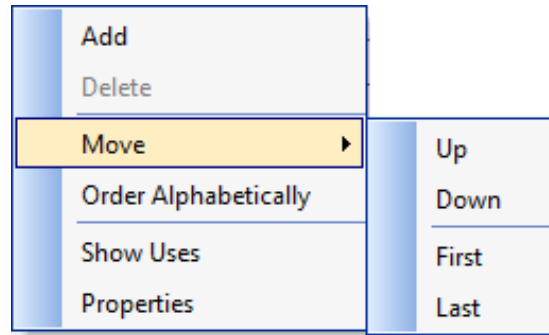 Add
Delete
Move
Order Alphabetically
Show Uses
Properties
Up
Down
First
Last